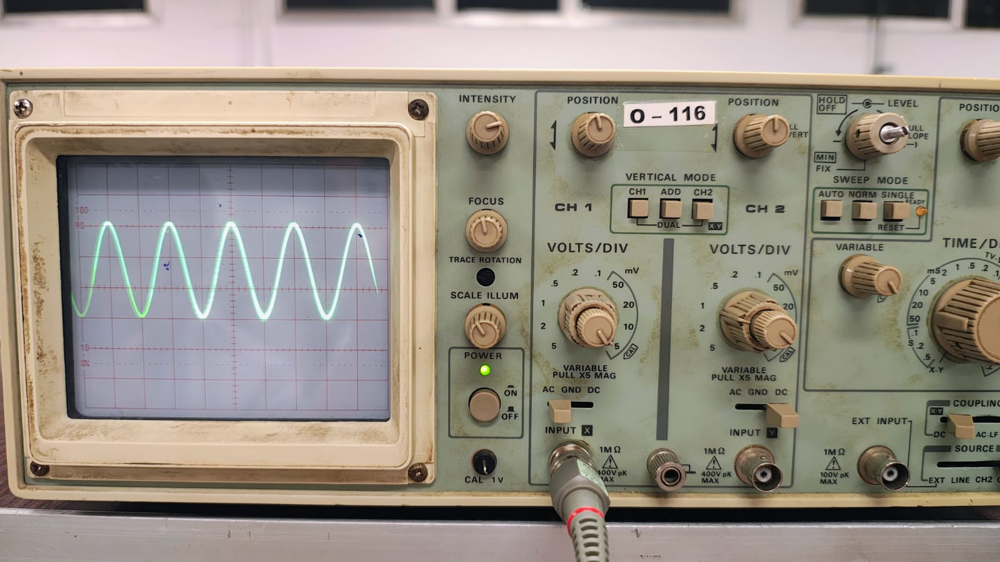 INTENSITY
FOCUS
TRACE ROTATION
SCALE ILLUM
POWER
ON
OFF
CAL 1V
100
90
10
0%
POSITION
O - 116
POSITION
VERTICAL MODE
CH1 ADD CH2
DUAL X-Y
CH 1
CH 2
VOLTS/DIV
.2 .1 mV
.5 50
1 20
2 10
5 5
CAL
VARIABLE
PULL X5 MAG
AC GND DC
INPUT X
1MΩ
400V pK
MAX
VOLTS/DIV
.2 .1 mV
.5 50
1 20
2
5
CAL
VARIABLE
PULL X5 MAG
AC GND DC
INPUT Y
1MΩ
400V pK
MAX
HOLD
OFF
LEVEL
ULL
LOPE
MIN
FIX
SWEEP MODE
AUTO NORM SINGLE
READY
RESET
VARIABLE
POSITIO
TIME/D
TV-
mS 2 1 .5 .2 .1
5
10
20
50
.1
S .2
.5
X-Y
.2
EXT INPUT
1MΩ
100V pK
MAX
COUPLING
X-Y
DC
AC-LF
SOURCE
EXT LINE CH2